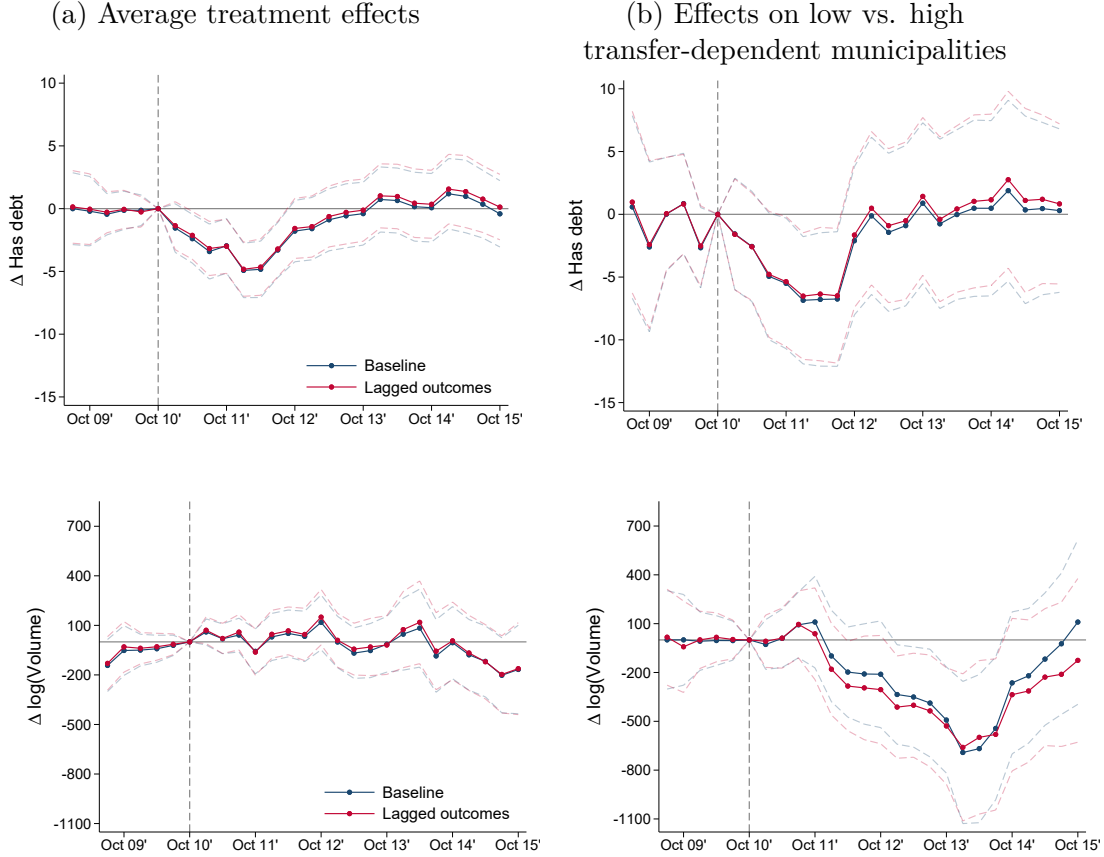 (a) Average treatment effects
(b) Effects on low vs. high
transfer-dependent municipalities
10
5
0
-5
-10
-15
Δ Has debt
Baseline
Lagged outcomes
Oct 09' Oct 10' Oct 11' Oct 12' Oct 13' Oct 14' Oct 15'
10
5
0
-5
-10
-15
Δ Has debt
Oct 09' Oct 10' Oct 11' Oct 12' Oct 13' Oct 14' Oct 15'
700
400
100
-200
-500
-800
-1100
Δ log(Volume)
Baseline
Lagged outcomes
Oct 09' Oct 10' Oct 11' Oct 12' Oct 13' Oct 14' Oct 15'
700
400
100
-200
-500
-800
-1100
Δ log(Volume)
Oct 09' Oct 10' Oct 11' Oct 12' Oct 13' Oct 14' Oct 15'